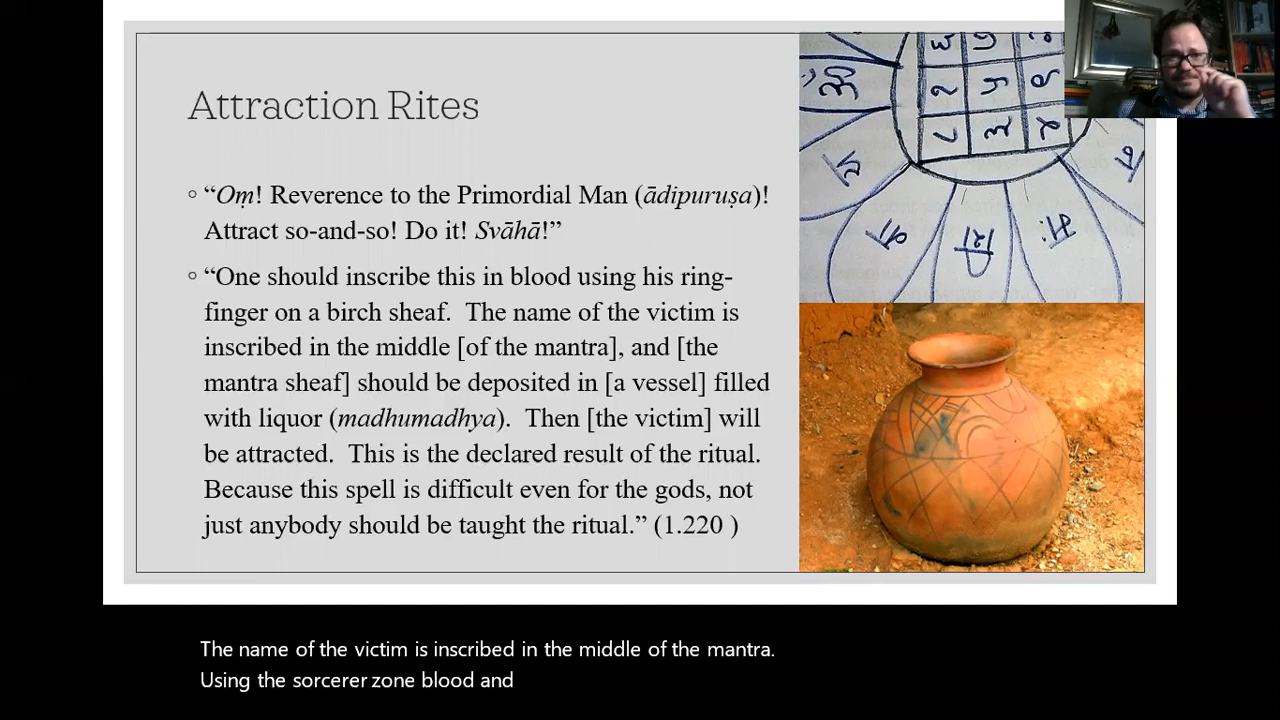 Attraction Rites
◦ “Oṃ! Reverence to the Primordial Man (ādipuruṣa)!
Attract so-and-so! Do it! Svāhā!”
◦ “One should inscribe this in blood using his ring-
finger on a birch sheaf. The name of the victim is
inscribed in the middle [of the mantra], and [the
mantra sheaf] should be deposited in [a vessel] filled
with liquor (madhumadhya). Then [the victim] will
be attracted. This is the declared result of the ritual.
Because this spell is difficult even for the gods, not
just anybody should be taught the ritual.” (1.220 )
The name of the victim is inscribed in the middle of the mantra.
Using the sorcerer zone blood and